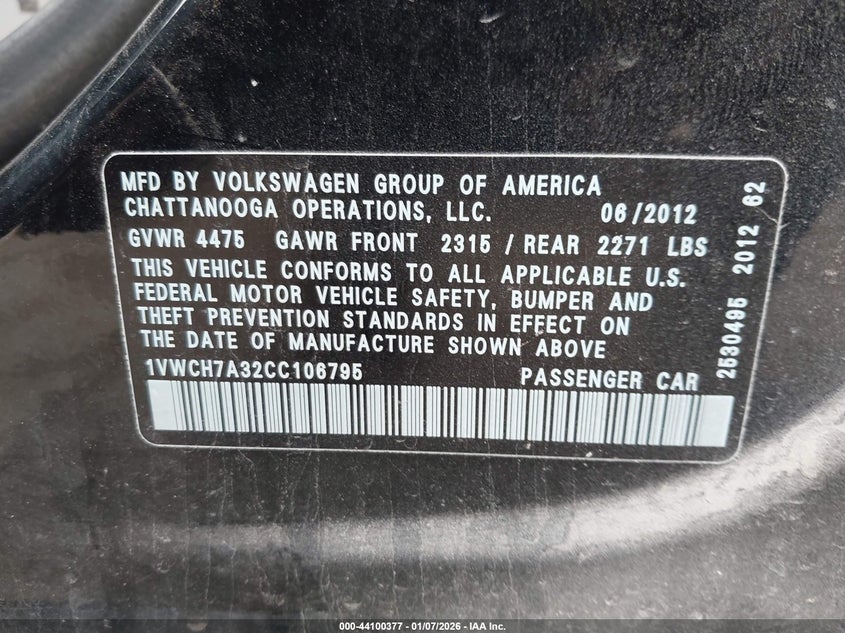 MFD BY VOLKSWAGEN GROUP OF AMERICA
CHATTANOOGA OPERATIONS, LLC. 06/2012
GVWR 4475 GAWR FRONT 2315 / REAR 2271 LBS
THIS VEHICLE CONFORMS TO ALL APPLICABLE U.S.
FEDERAL MOTOR VEHICLE SAFETY, BUMPER AND
THEFT PREVENTION STANDARDS IN EFFECT ON
THE DATE OF MANUFACTURE SHOWN ABOVE
1VWCH7A32CC106795 PASSENGER CAR
2530495 2012 62
000-44100377 - 01/07/2026 - IAA Inc.